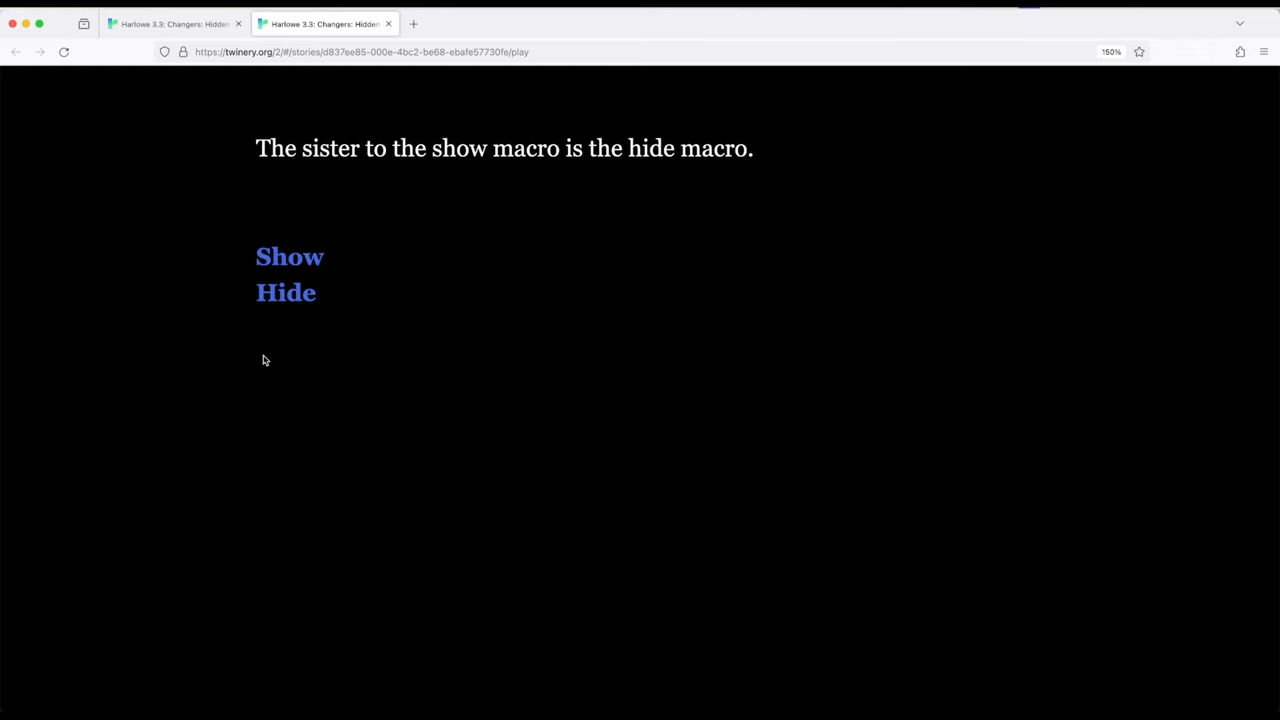 Harlowe 3.3: Changers: Hidden
Harlowe 3.3: Changers: Hidden
https://twinery.org/2/#/stories/d837ee85-000e-4bc2-be68-ebafe57730fe/play
150%
The sister to the show macro is the hide macro.
Show
Hide